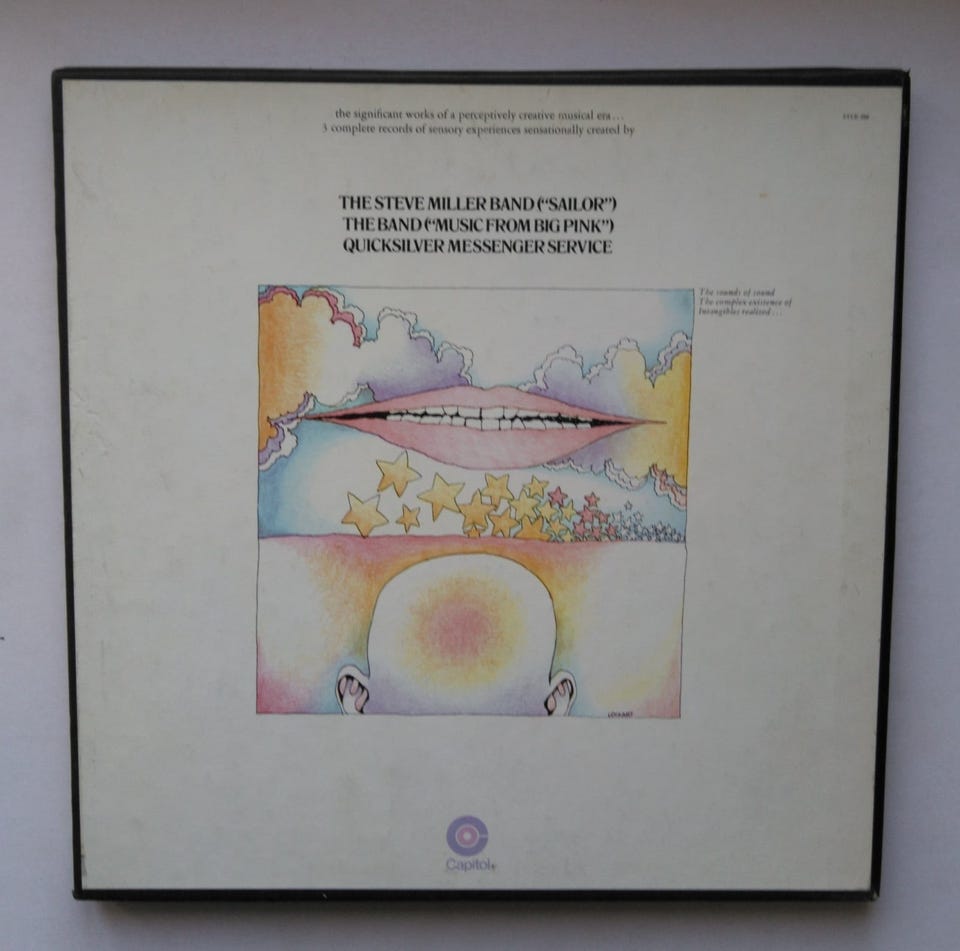 the significant works of a perceptively creative musical era...
3 complete records of sensory experiences sensationally created by
THE STEVE MILLER BAND ("SAILOR")
THE BAND ("MUSIC FROM BIG PINK")
QUICKSILVER MESSENGER SERVICE
The sounds of sound
The complex existence of
Intangibles realized...
LOCKART
Capitol